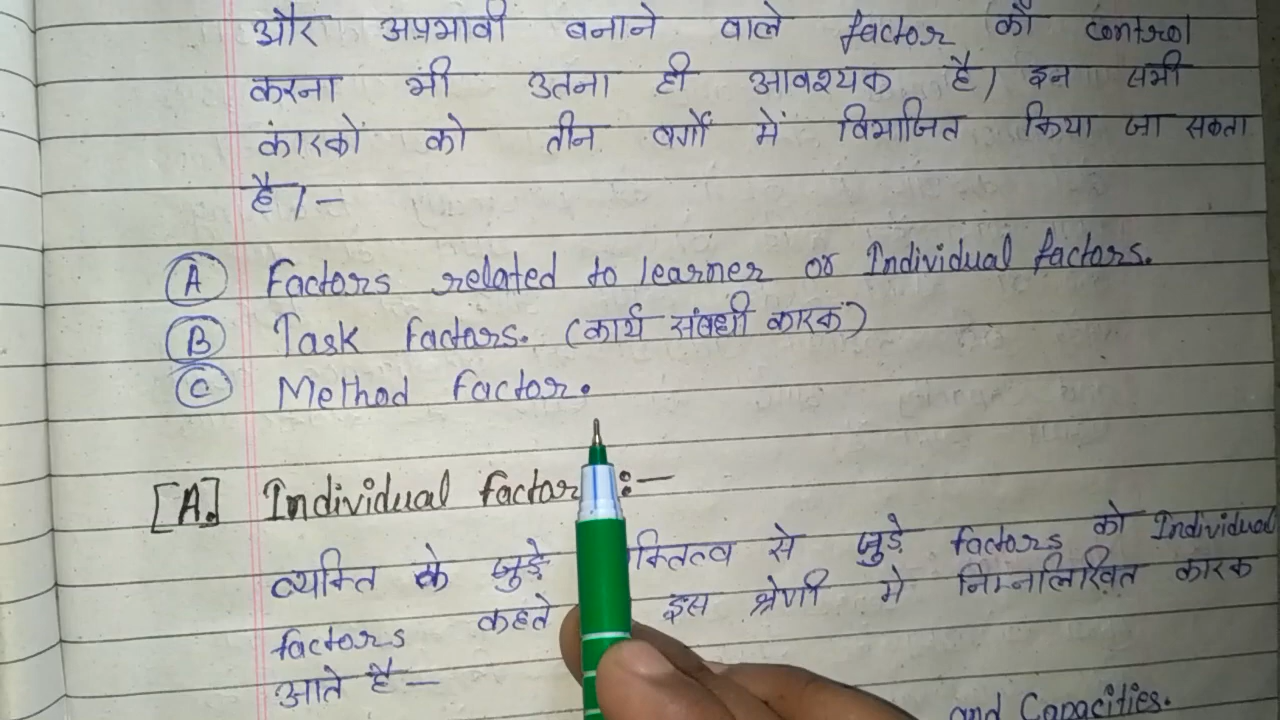 और अप्रभावी बनाने वाले factor को control
करना भी उतना ही आवश्यक है। इन सभी
कारकों को तीन वर्गों में विभाजित किया जा सकता
है।-
(A) Factors related to learner or Individual factors.
(B) Task factors. (कार्य संबधी कारक)
(C) Method factor.
[A.] Individual factor :-
व्यक्ति के जुड़े से जुड़े factors को Individual
factors कहते इस श्रेणी मे निम्नलिखित कारक
आते है-
and Capacities.